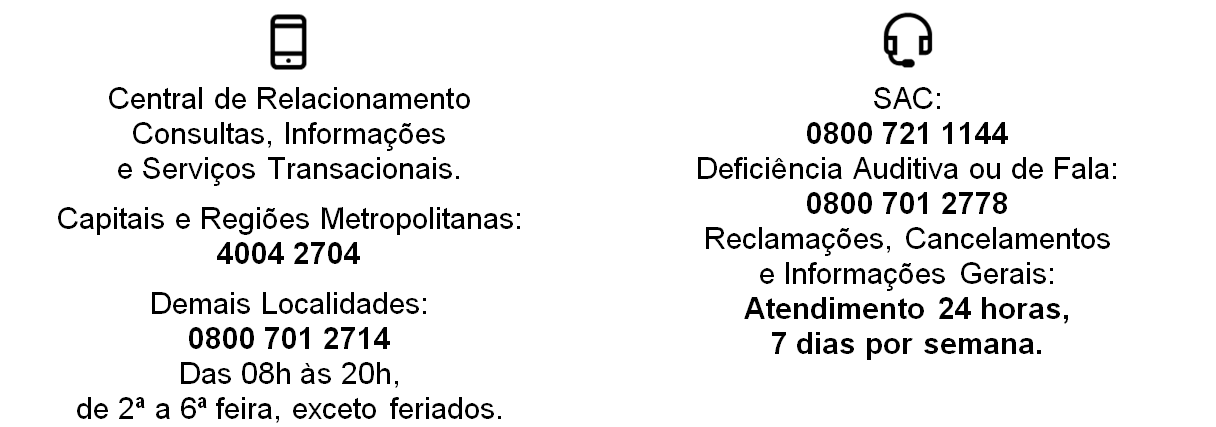 Central de Relacionamento
Consultas, Informações
e Serviços Transacionais.
Capitais e Regiões Metropolitanas:
4004 2704
Demais Localidades:
0800 701 2714
Das 08h às 20h,
de 2ª a 6ª feira, exceto feriados.
SAC:
0800 721 1144
Deficiência Auditiva ou de Fala:
0800 701 2778
Reclamações, Cancelamentos
e Informações Gerais:
Atendimento 24 horas,
7 dias por semana.